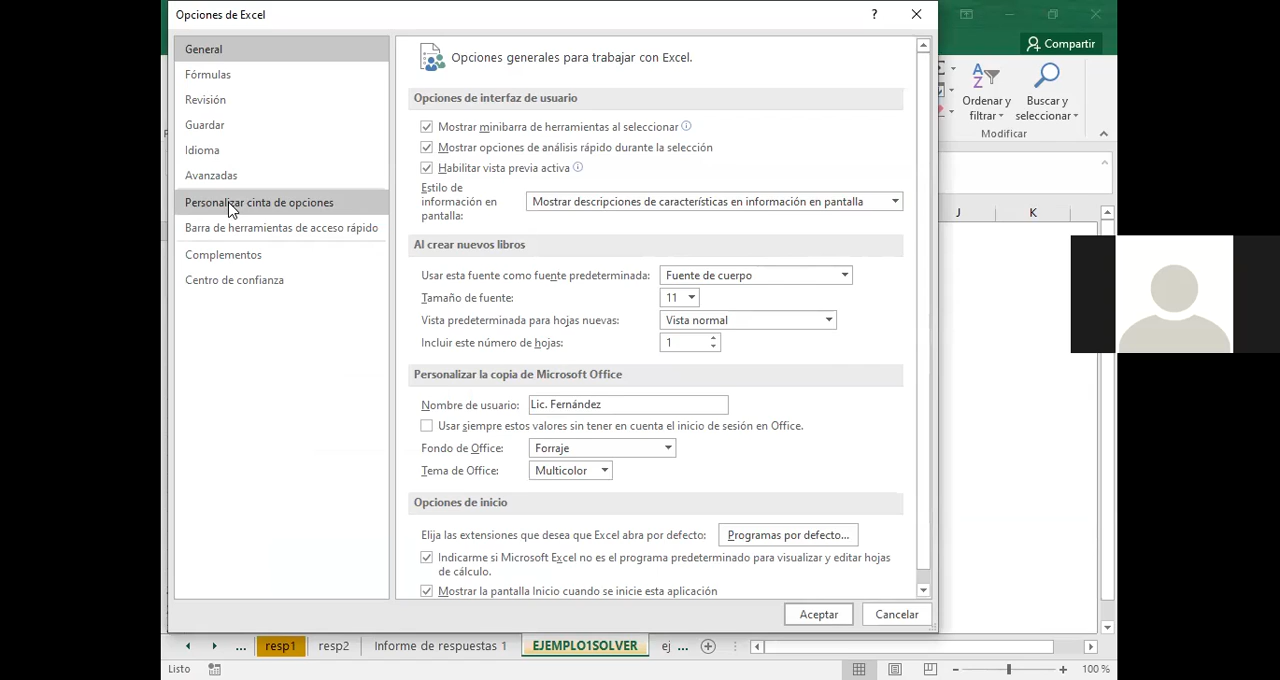 Opciones de Excel
?
Compartir
General
Fórmulas
Revisión
Guardar
Idioma
Avanzadas
Personalizar cinta de opciones
Barra de herramientas de acceso rápido
Complementos
Centro de confianza
Opciones generales para trabajar con Excel.
Opciones de interfaz de usuario
Mostrar minibarra de herramientas al seleccionar
Mostrar opciones de análisis rápido durante la selección
Habilitar vista previa activa
Estilo de
información en
pantalla:
Mostrar descripciones de características en información en pantalla
Al crear nuevos libros
Usar esta fuente como fuente predeterminada: Fuente de cuerpo
Tamaño de fuente: 11
Vista predeterminada para hojas nuevas: Vista normal
Incluir este número de hojas: 1
Personalizar la copia de Microsoft Office
Nombre de usuario: Lic. Fernández
Usar siempre estos valores sin tener en cuenta el inicio de sesión en Office.
Fondo de Office: Forraje
Tema de Office: Multicolor
Opciones de inicio
Elija las extensiones que desea que Excel abra por defecto: Programas por defecto...
Indicarme si Microsoft Excel no es el programa predeterminado para visualizar y editar hojas
de cálculo.
Mostrar la pantalla Inicio cuando se inicie esta aplicación
Aceptar Cancelar
A
Z
Ordenar y
filtrar
Buscar y
seleccionar
Modificar
J K
... resp1 resp2 Informe de respuestas 1 EJEMPLO1SOLVER ej ...
Listo
100 %